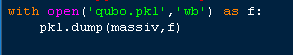 with open('qubo.pkl','wb') as f:
    pkl.dump(massiv,f)